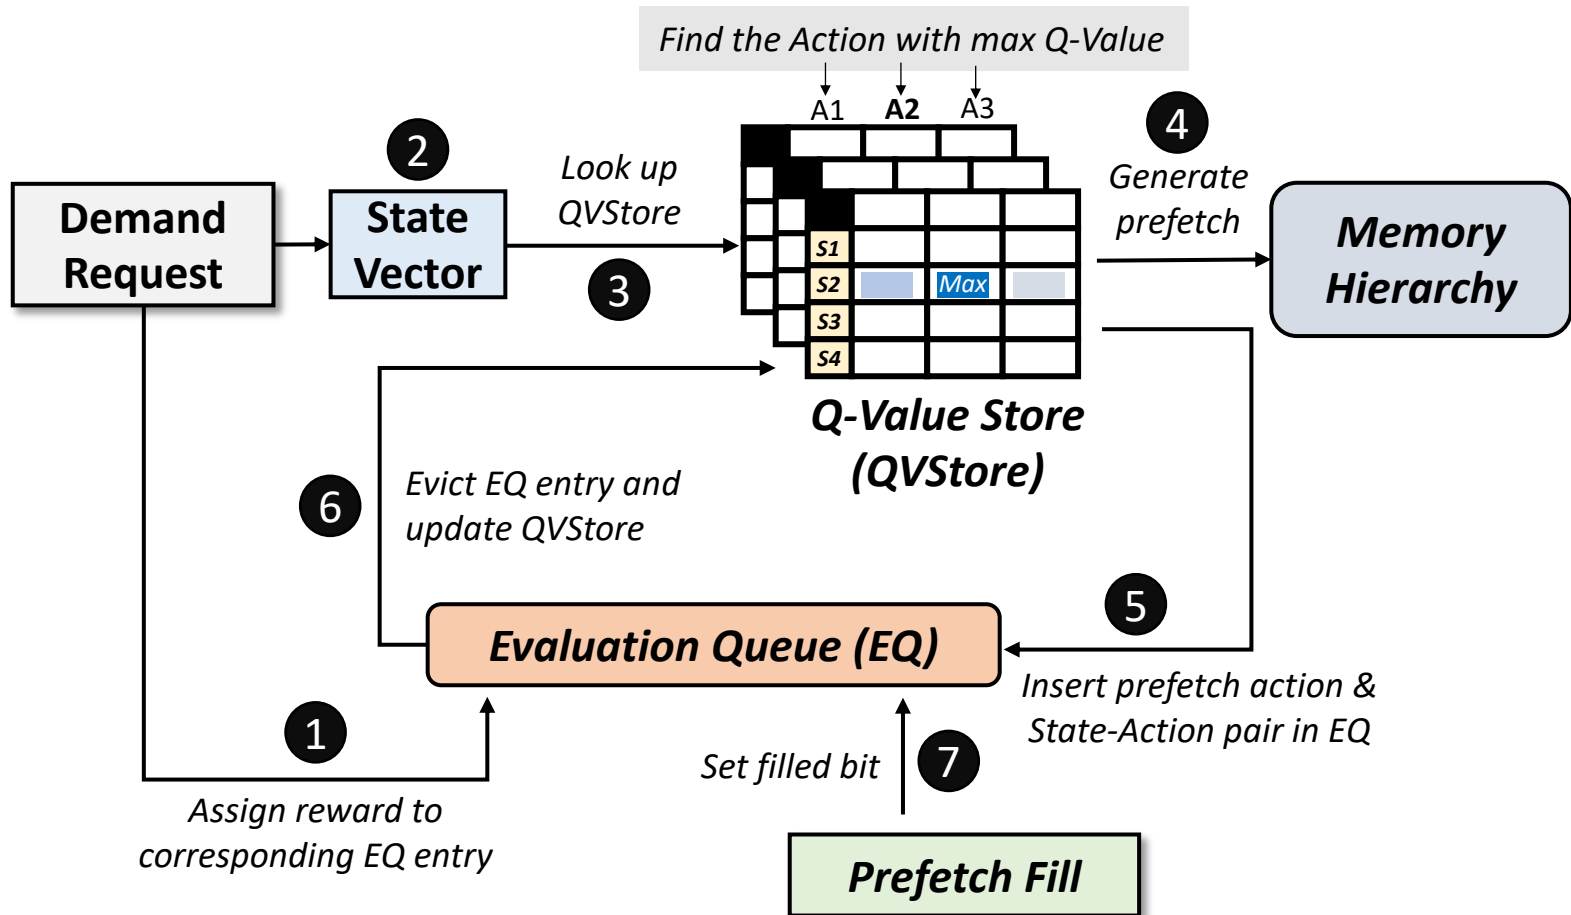 Find the Action with max Q-Value
A1 A2 A3
2
4
Look up
QVStore
Generate
prefetch
Demand
Request
State
Vector
3
S1
S2 Max
S3
S4
Memory
Hierarchy
Q-Value Store
(QVStore)
6
Evict EQ entry and
update QVStore
5
Evaluation Queue (EQ)
Insert prefetch action &
State-Action pair in EQ
1
Set filled bit
7
Assign reward to
corresponding EQ entry
Prefetch Fill